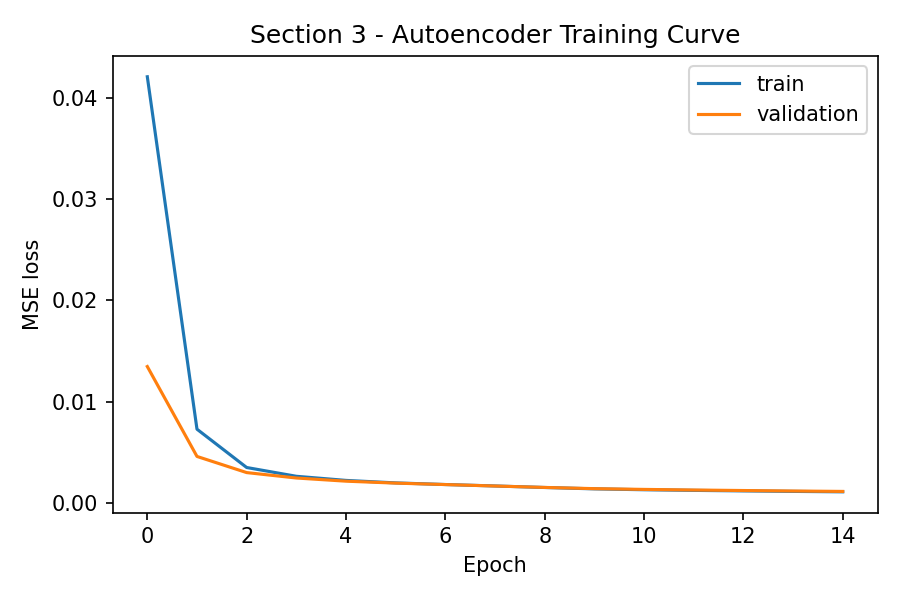 Section 3 - Autoencoder Training Curve
train
validation
0.04
0.03
0.02
0.01
0.00
MSE loss
0 2 4 6 8 10 12 14
Epoch